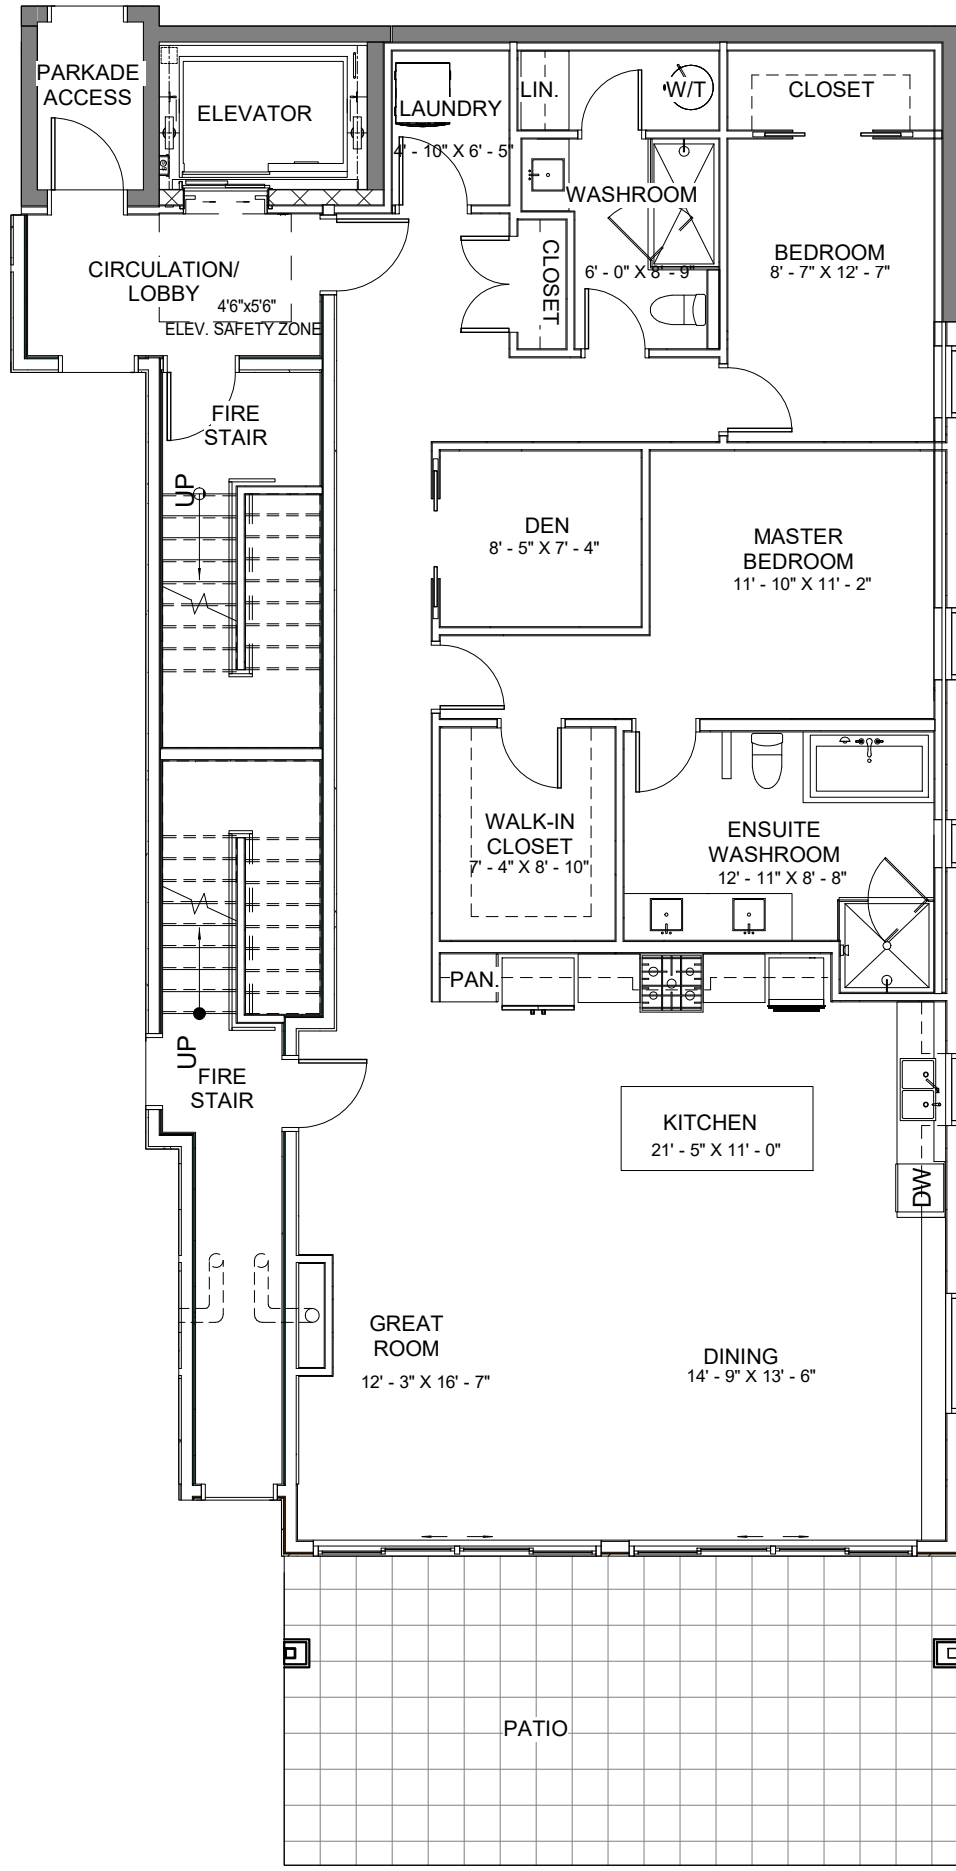 PARKADE
ACCESS
ELEVATOR
LAUNDRY
4' - 10" X 6' - 5"
LIN.
W/T
CLOSET
WASHROOM
6' - 0" X 8' - 9"
CLOSET
BEDROOM
8' - 7" X 12' - 7"
CIRCULATION/
LOBBY
4'6"x5'6"
ELEV. SAFETY ZONE
FIRE
STAIR
UP
DEN
8' - 5" X 7' - 4"
MASTER
BEDROOM
11' - 10" X 11' - 2"
WALK-IN
CLOSET
7' - 4" X 8' - 10"
ENSUITE
WASHROOM
12' - 11" X 8' - 8"
PAN.
UP
FIRE
STAIR
KITCHEN
21' - 5" X 11' - 0"
DW
GREAT
ROOM
12' - 3" X 16' - 7"
DINING
14' - 9" X 13' - 6"
PATIO